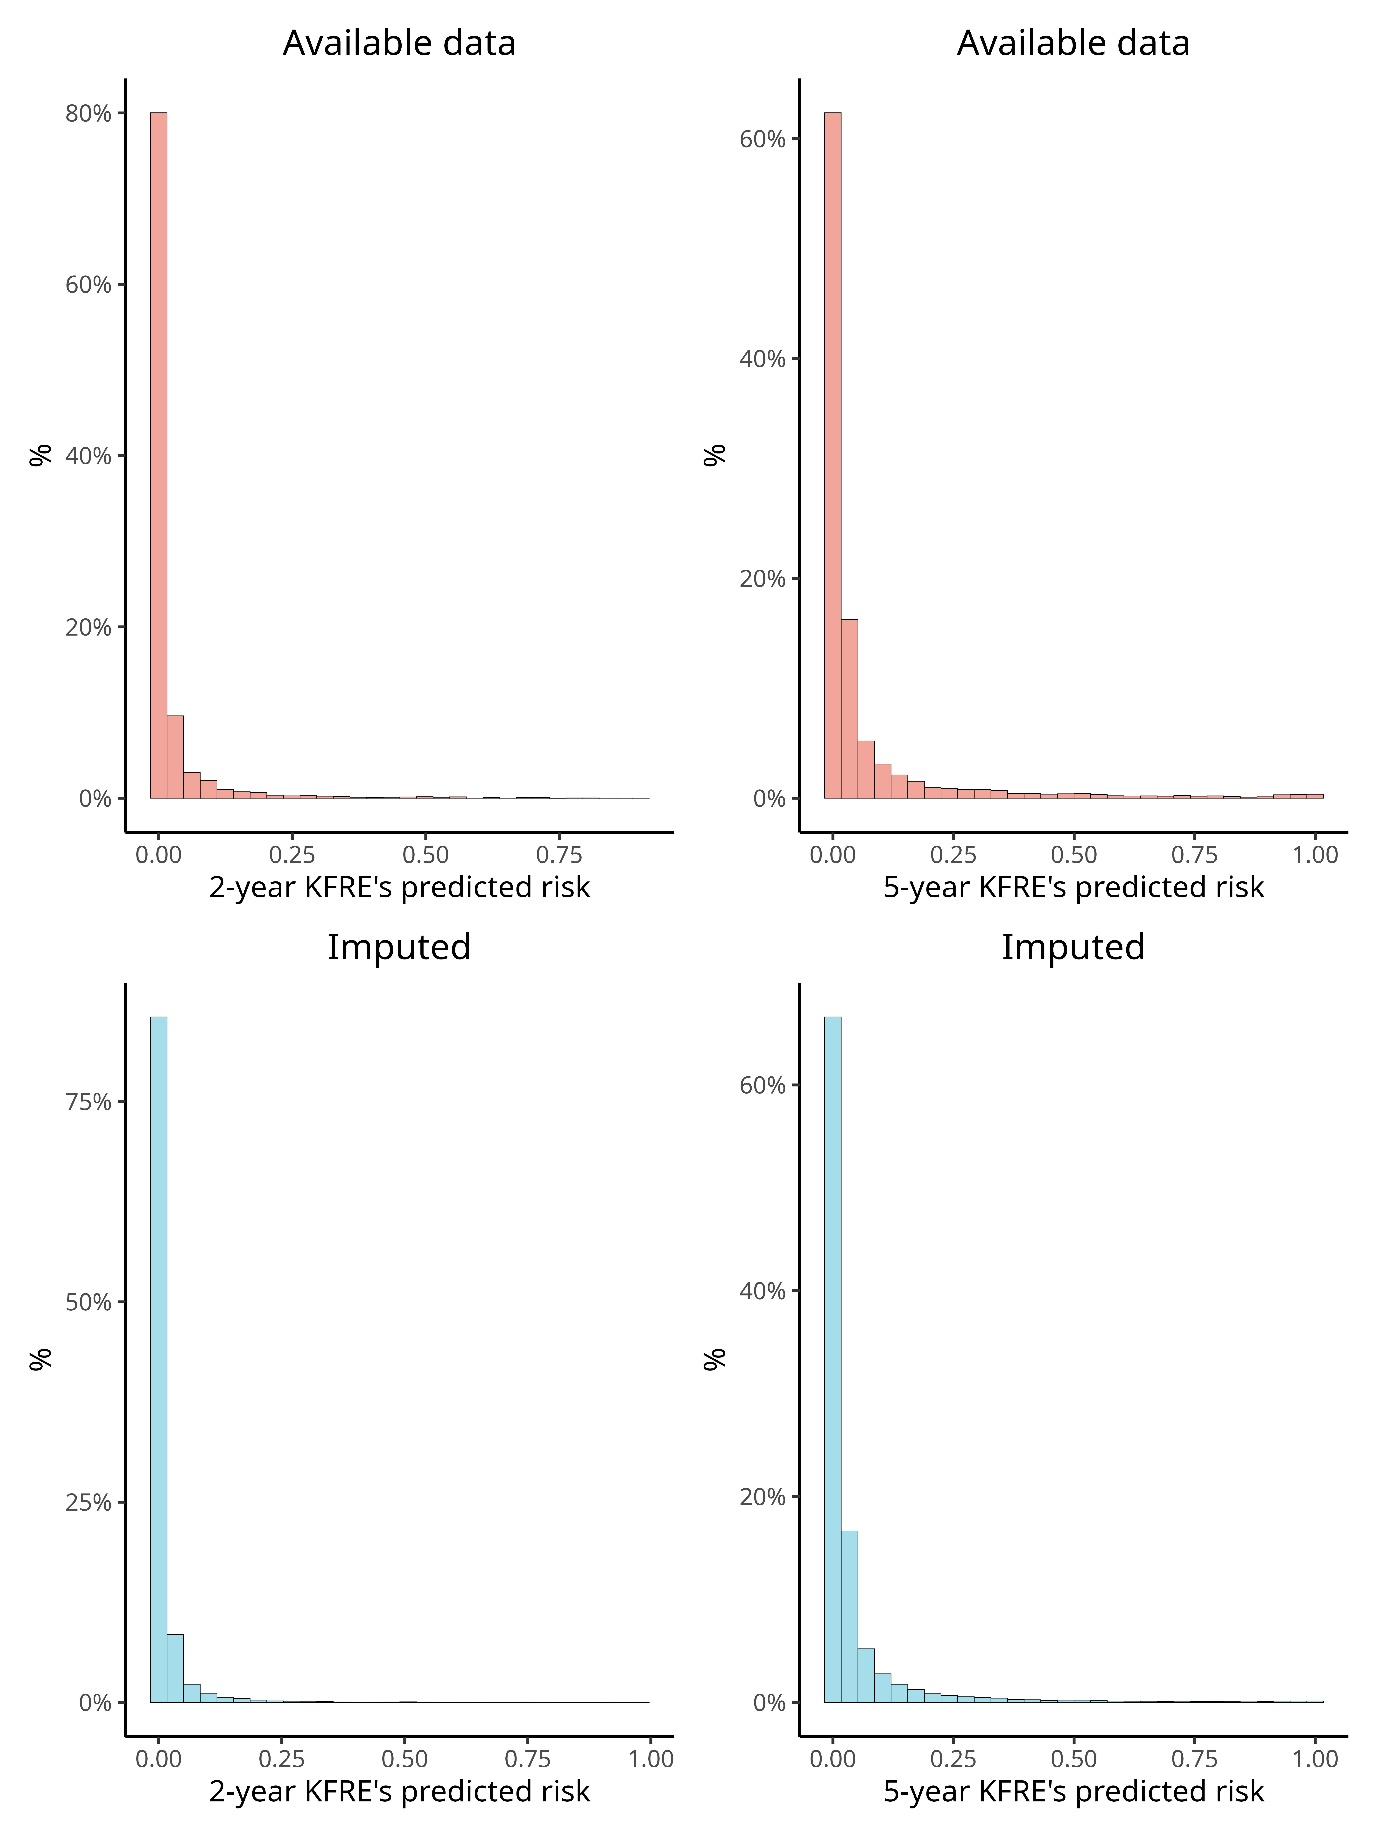 Available data
80%
60%
40%
20%
0%
%
0.00 0.25 0.50 0.75
2-year KFRE's predicted risk
Available data
60%
40%
20%
0%
%
0.00 0.25 0.50 0.75 1.00
5-year KFRE's predicted risk
Imputed
75%
50%
25%
0%
%
0.00 0.25 0.50 0.75 1.00
2-year KFRE's predicted risk
Imputed
60%
40%
20%
0%
%
0.00 0.25 0.50 0.75 1.00
5-year KFRE's predicted risk